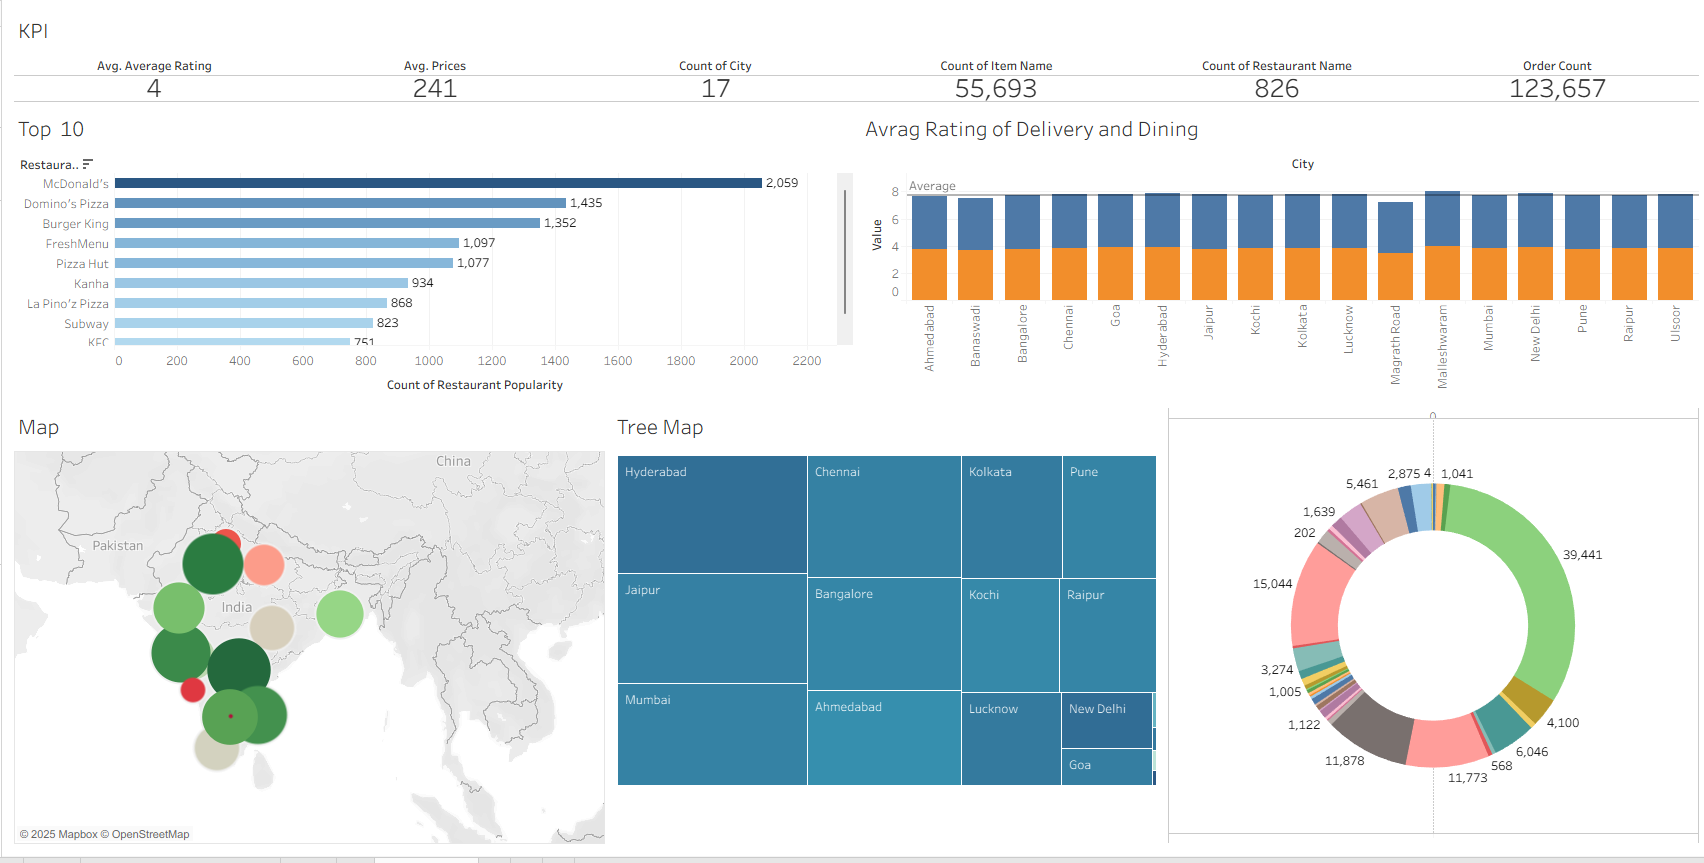 KPI
Avg. Average Rating Avg. Prices Count of City Count of Item Name Count of Restaurant Name Order Count
4 241 17 55,693 826 123,657
Top 10
Restaura..
McDonald's 2,059
Domino's Pizza 1,435
Burger King 1,352
FreshMenu 1,097
Pizza Hut 1,077
Kanha 934
La Pino'z Pizza 868
Subway 823
KFC 751
0 200 400 600 800 1000 1200 1400 1600 1800 2000 2200
Count of Restaurant Popularity
Avrag Rating of Delivery and Dining
City
Average
Value
8
6
4
2
0
Ahmedabad
Banaswadi
Bangalore
Chennai
Goa
Hyderabad
Jaipur
Kochi
Kolkata
Lucknow
Magrath Road
Malleshwaram
Mumbai
New Delhi
Pune
Raipur
Ulsoor
Map
China
Pakistan
India
© 2025 Mapbox © OpenStreetMap
Tree Map
Hyderabad Chennai Kolkata Pune
Jaipur Bangalore Kochi Raipur
Mumbai Ahmedabad Lucknow New Delhi
Goa
0
2,875 4 1,041
5,461
1,639
202
39,441
15,044
3,274
1,005
1,122
4,100
6,046
568
11,773
11,878